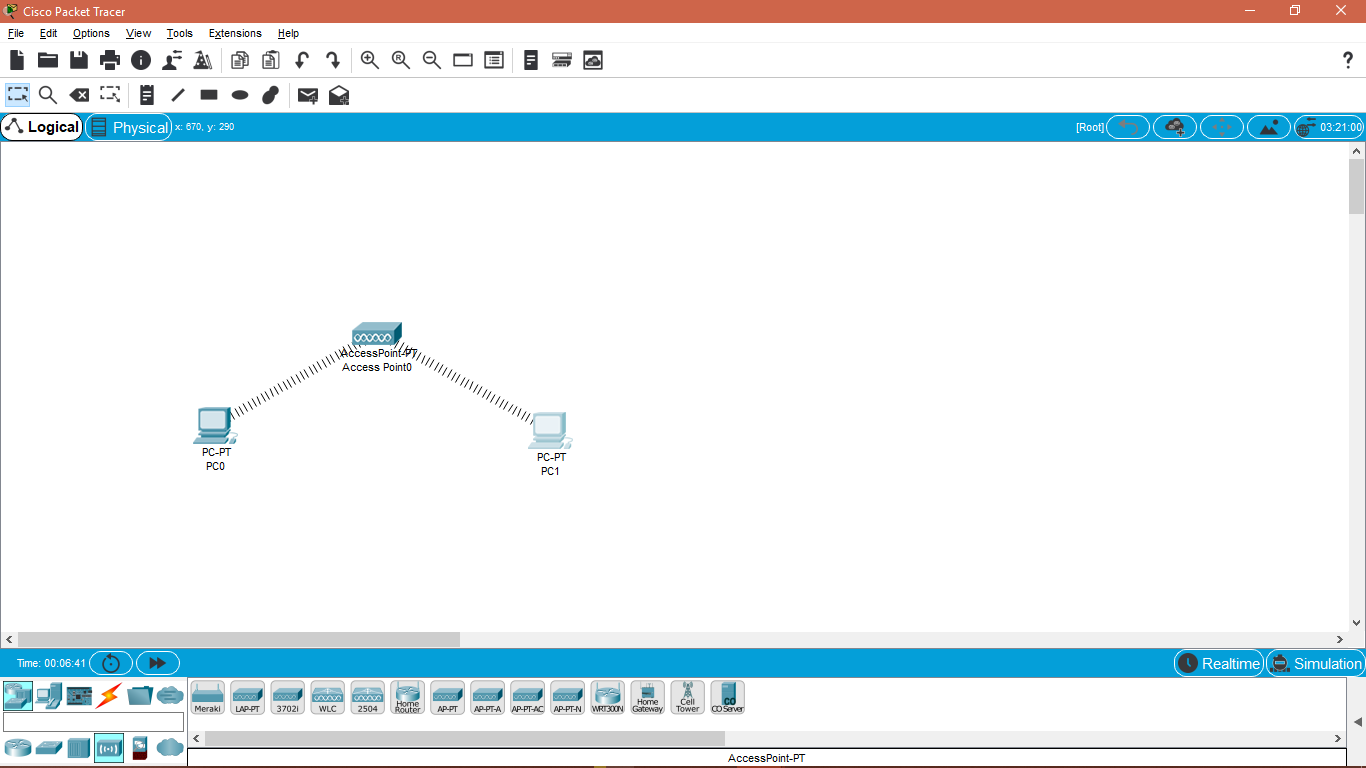 Cisco Packet Tracer
File Edit Options View Tools Extensions Help
Logical Physical x: 670, y: 290 [Root] 03:21:00
AccessPoint-PT
Access Point0
PC-PT
PC0
PC-PT
PC1
Time: 00:06:41 Realtime Simulation
Meraki LAP-PT 3702i WLC 2504 Home Router AP-PT AP-PT-A AP-PT-AC AP-PT-N WRT300N Home Gateway Cell Tower CO Server
AccessPoint-PT